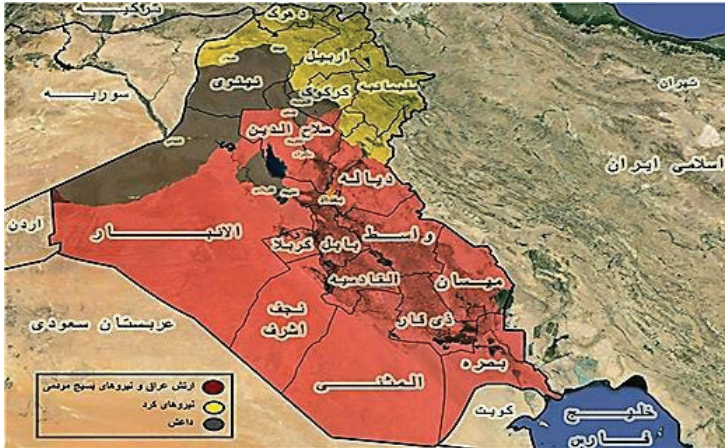 ترکیه
دهوک
اربیل
سلیمانیه
نینوی
کرکوک
سوریه
تهران
صلاح الدین
اسلامی ایران
دیاله
بغداد
اردن
الانبار
واسط
بابل
کربلا
القادسیه
میسان
نجف
اشرف
ذی قار
عربستان سعودی
المثنی
بصره
کویت
خلیج
فارس
ارتش عراق و نیروهای بسیج مردمی
نیروهای کرد
داعش